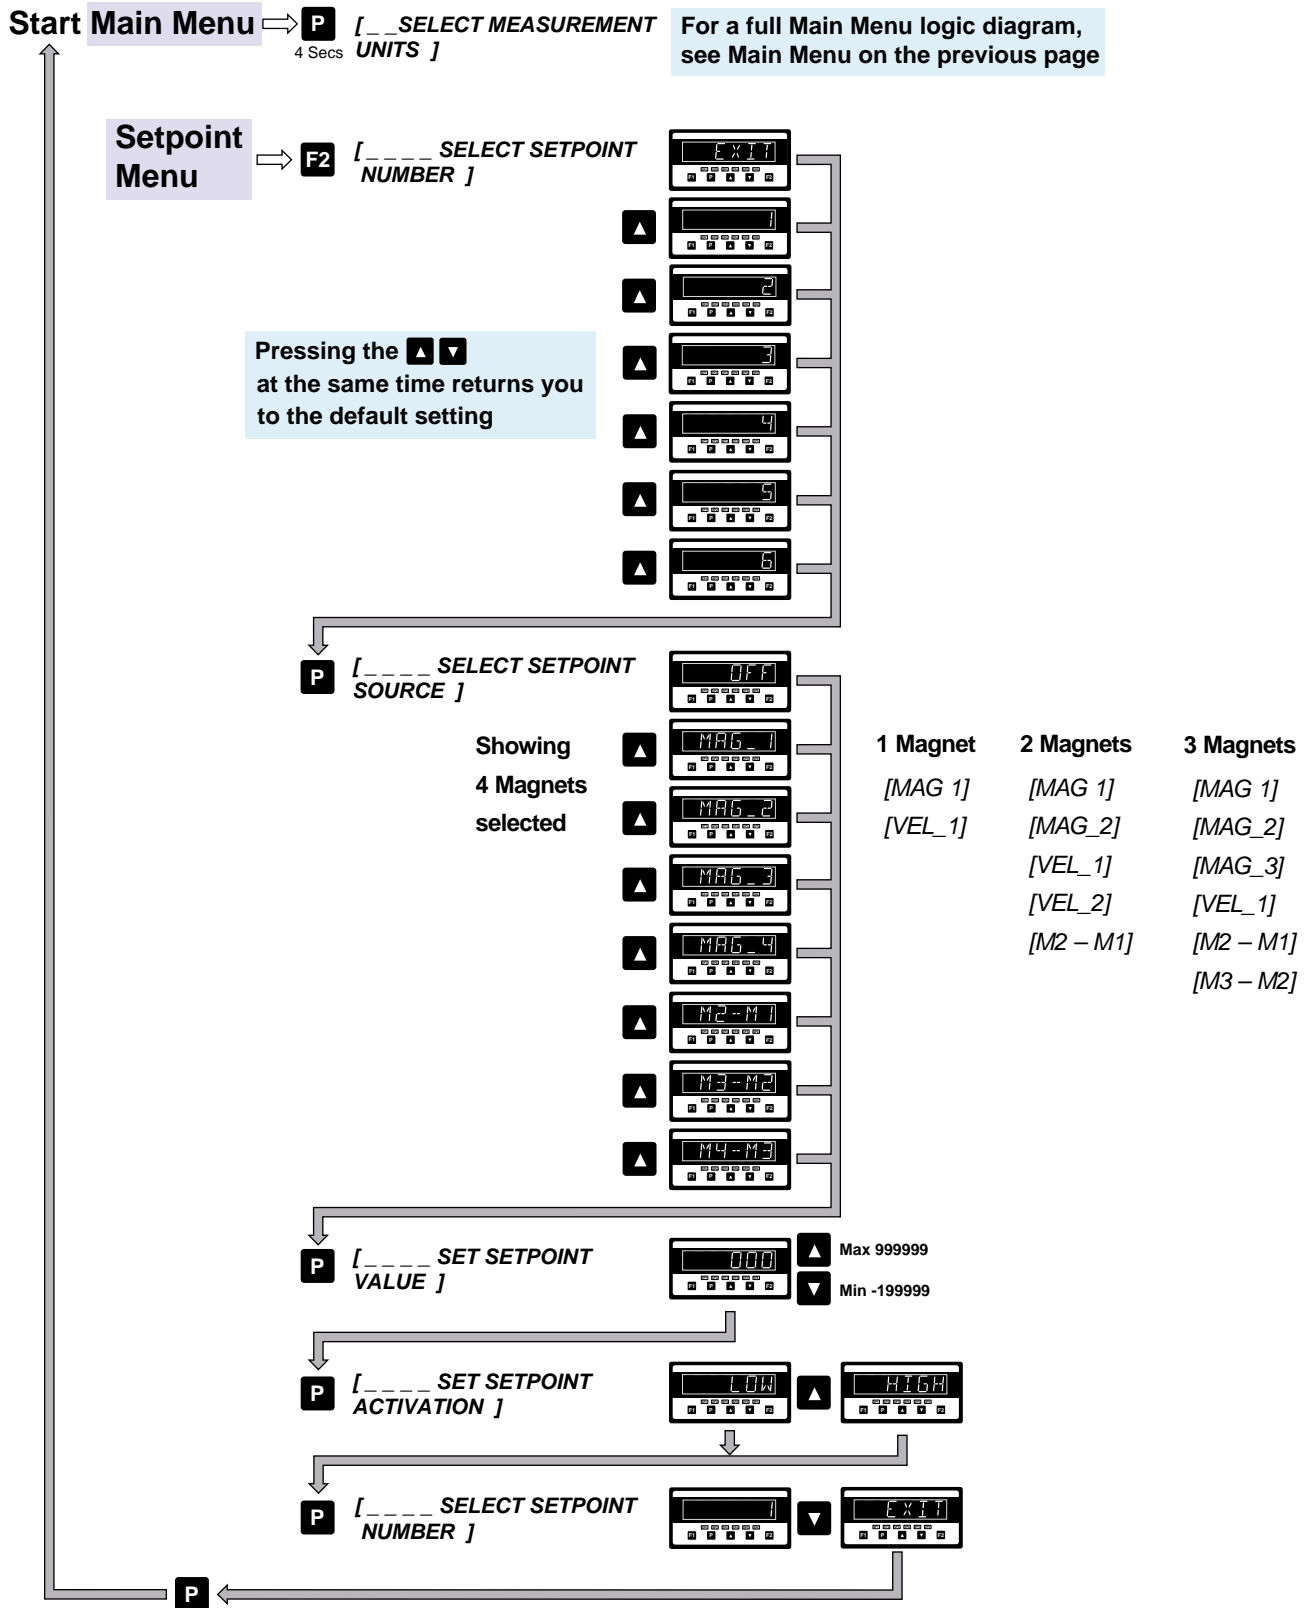 Start Main Menu P [ _ _SELECT MEASUREMENT
4 Secs UNITS ]
For a full Main Menu logic diagram,
see Main Menu on the previous page
Setpoint
Menu
F2 [ _ _ _ _ SELECT SETPOINT
NUMBER ]
EXIT
1
2
3
Pressing the ▲ ▼
at the same time returns you
to the default setting
4
5
6
P [ _ _ _ _ SELECT SETPOINT
SOURCE ]
OFF
Showing
4 Magnets
selected
MAG_1
MAG_2
MAG_3
MAG_4
M2-M1
M3-M2
M4-M3
1 Magnet
[MAG 1]
[VEL_1]
2 Magnets
[MAG 1]
[MAG_2]
[VEL_1]
[VEL_2]
[M2 – M1]
3 Magnets
[MAG 1]
[MAG_2]
[MAG_3]
[VEL_1]
[M2 – M1]
[M3 – M2]
P [ _ _ _ _ SET SETPOINT
VALUE ]
000
Max 999999
Min -199999
P [ _ _ _ _ SET SETPOINT
ACTIVATION ]
LOW
HIGH
P [ _ _ _ _ SELECT SETPOINT
NUMBER ]
1
EXIT
P